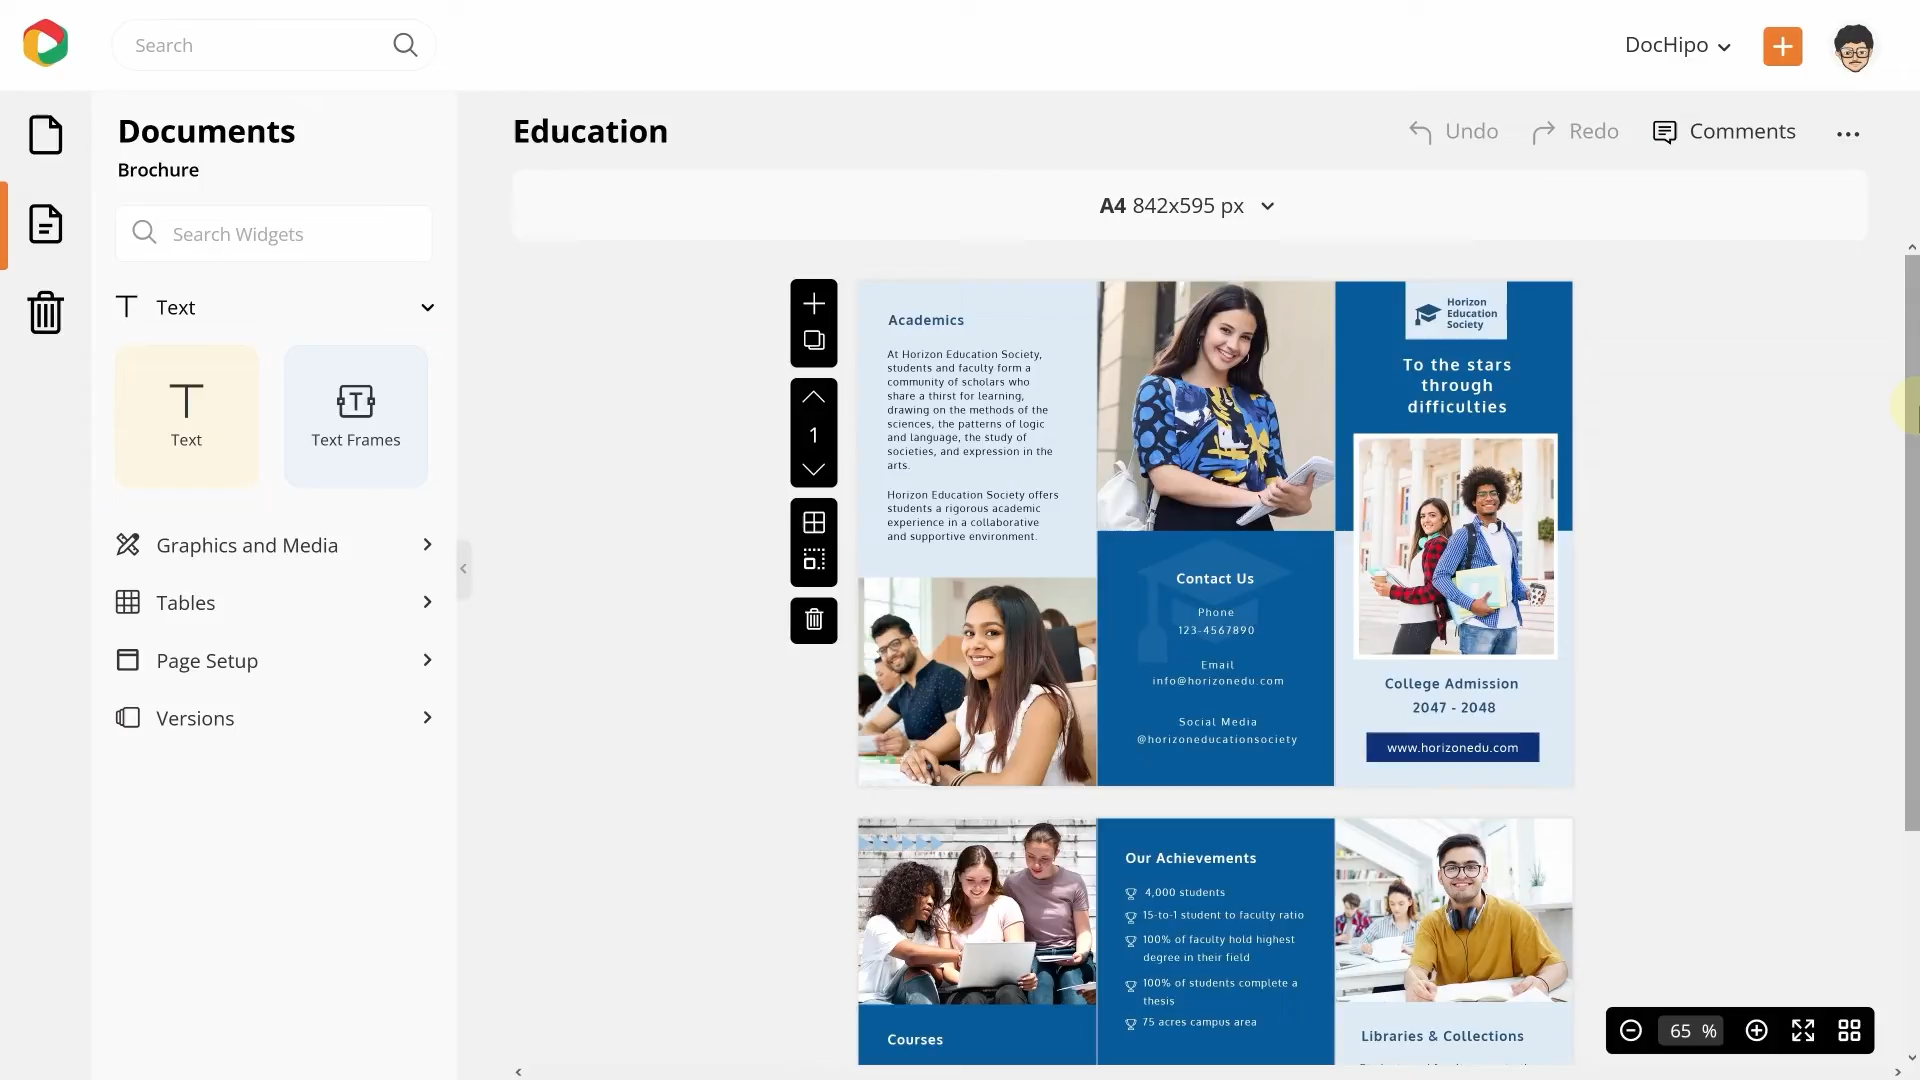 Search
DocHipo
Documents
Brochure
Search Widgets
Text
Text
Text Frames
Graphics and Media
Tables
Page Setup
Versions
Education
Undo
Redo
Comments
A4 842x595 px
1
Academics
At Horizon Education Society,
students and faculty form a
community of scholars who
share a thirst for learning,
drawing on the methods of the
sciences, the patterns of logic
and language, the study of
societies, and expression in the
arts.
Horizon Education Society offers
students a rigorous academic
experience in a collaborative
and supportive environment.
Contact Us
Phone
123-4567890
Email
info@horizonedu.com
Social Media
@horizoneducationsociety
Horizon
Education
Society
To the stars
through
difficulties
College Admission
2047 - 2048
www.horizonedu.com
Courses
Our Achievements
4,000 students
15-to-1 student to faculty ratio
100% of faculty hold highest
degree in their field
100% of students complete a
thesis
75 acres campus area
Libraries & Collections
65 %